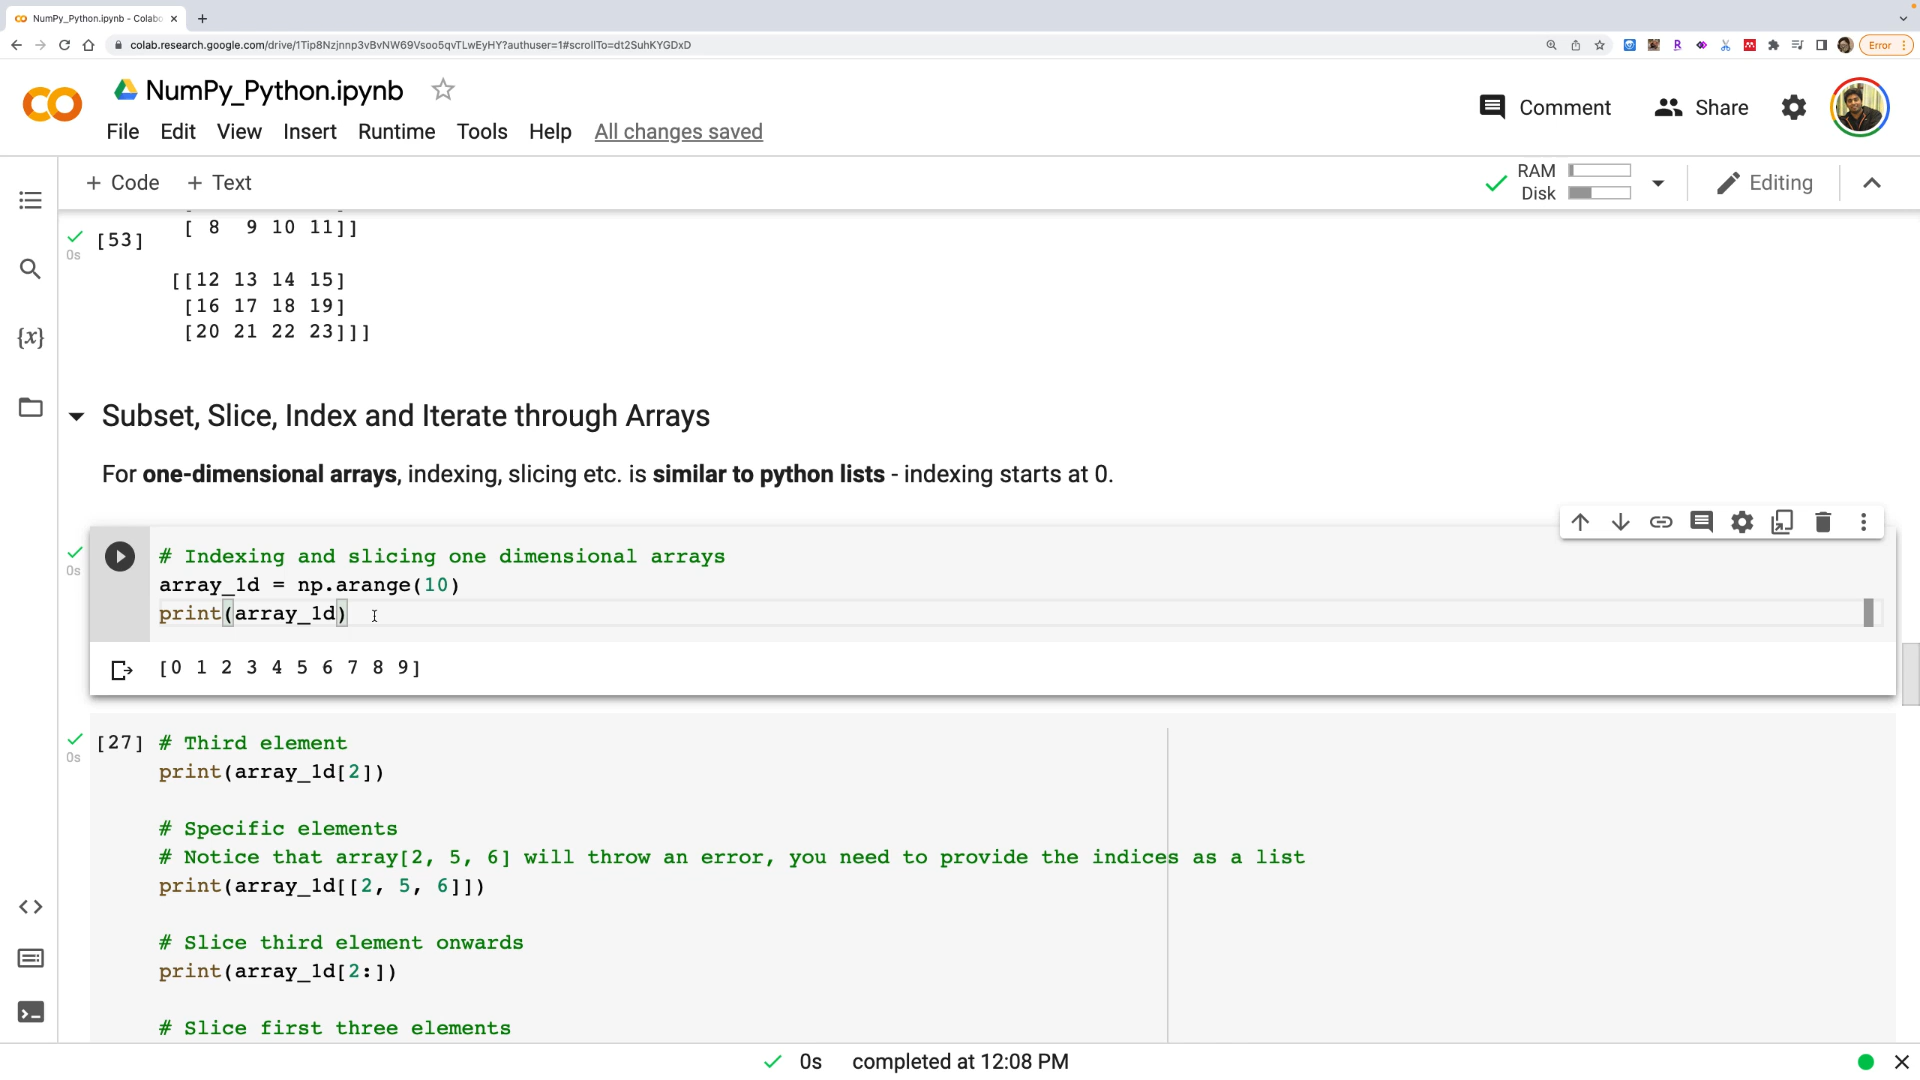 NumPy_Python.ipynb - Colabo
colab.research.google.com/drive/1Tip8Nzjnnp3vBvNW69Vsoo5qvTLwEyHY?authuser=1#scrollTo=dt2SuhKYGDxD
Error
NumPy_Python.ipynb
Comment
Share
File Edit View Insert Runtime Tools Help All changes saved
+ Code + Text
RAM
Disk
Editing
[ 8 9 10 11]]
[53]
0s
[[12 13 14 15]
[16 17 18 19]
[20 21 22 23]]]
{x}
Subset, Slice, Index and Iterate through Arrays
For one-dimensional arrays, indexing, slicing etc. is similar to python lists - indexing starts at 0.
# Indexing and slicing one dimensional arrays
0s
array_1d = np.arange(10)
print(array_1d)
[0 1 2 3 4 5 6 7 8 9]
[27] # Third element
0s
print(array_1d[2])
# Specific elements
# Notice that array[2, 5, 6] will throw an error, you need to provide the indices as a list
print(array_1d[[2, 5, 6]])
# Slice third element onwards
print(array_1d[2:])
# Slice first three elements
0s completed at 12:08 PM